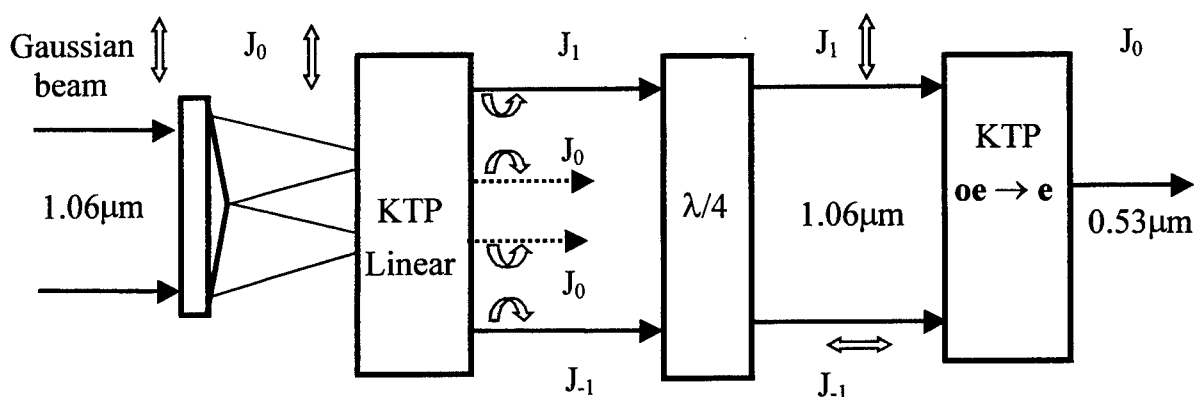 Gaussian
beam
J₀
J₁
J₁
J₀
1.06μm
KTP
Linear
J₀
J₀
λ/4
1.06μm
KTP
oe → e
0.53μm
J₋₁
J₋₁